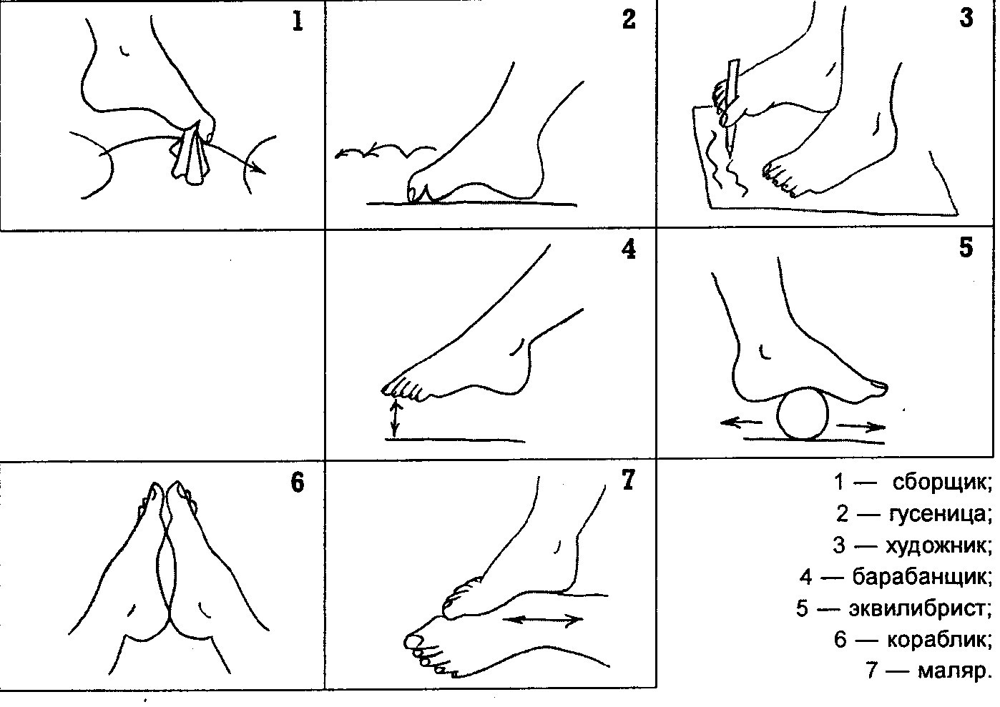 1
2
3
4
5
6
7
1 — сборщик;
2 — гусеница;
3 — художник;
4 — барабанщик;
5 — эквилибрист;
6 — кораблик;
7 — маляр.